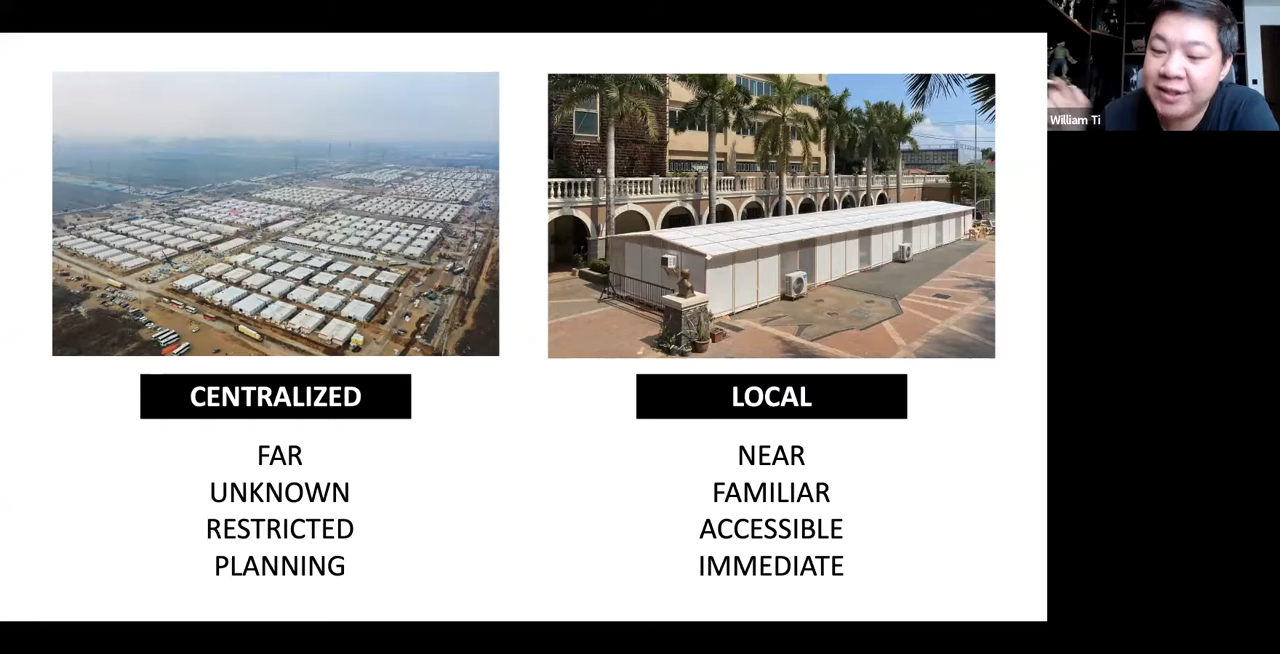 William Ti
CENTRALIZED
FAR
UNKNOWN
RESTRICTED
PLANNING
LOCAL
NEAR
FAMILIAR
ACCESSIBLE
IMMEDIATE